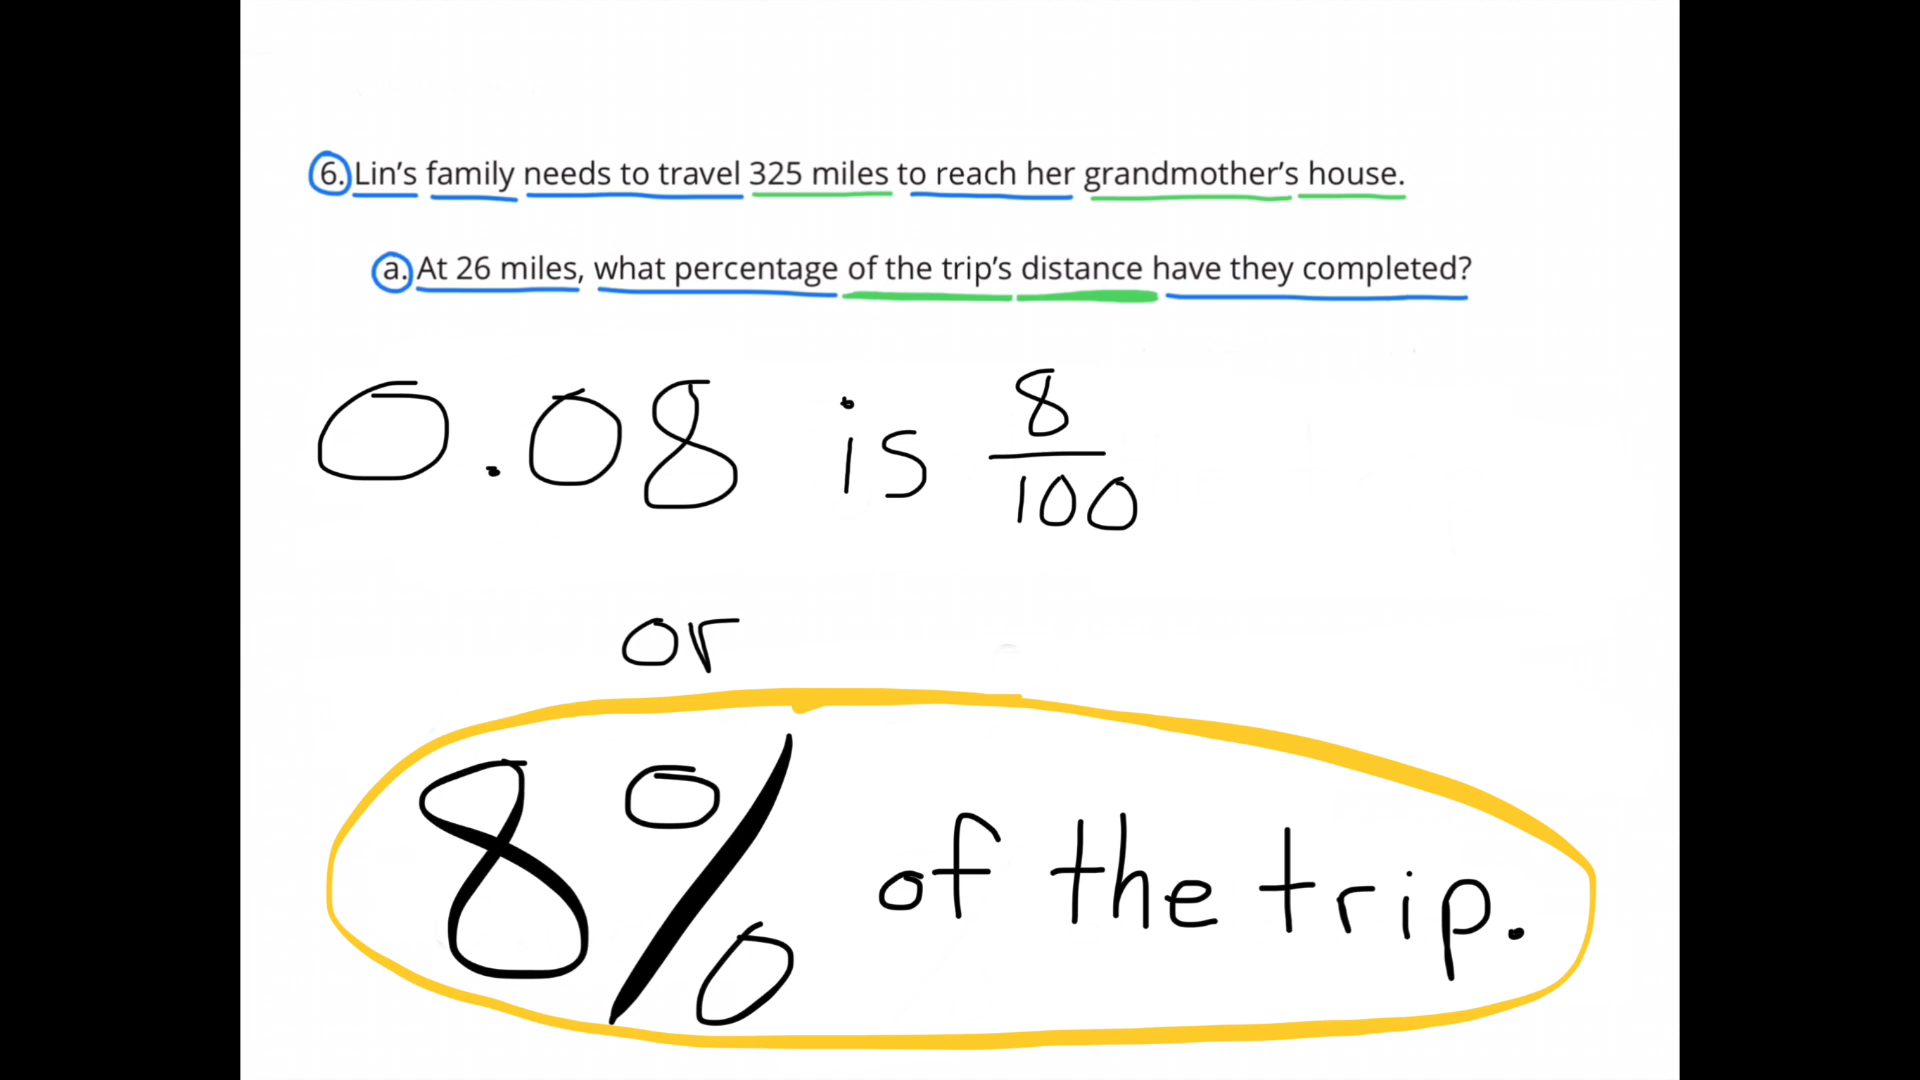 6. Lin’s family needs to travel 325 miles to reach her grandmother’s house.
a. At 26 miles, what percentage of the trip’s distance have they completed?
0.08 is 8/100
or
8% of the trip.